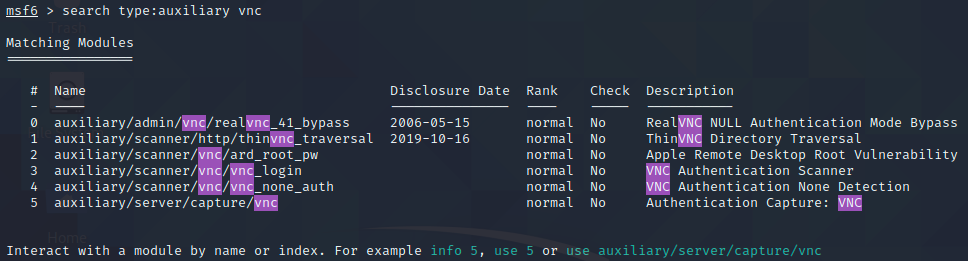 msf6 > search type:auxiliary vnc
Matching Modules
================
# Name Disclosure Date Rank Check Description
- ---- --------------- ---- ----- -----------
0 auxiliary/admin/vnc/realvnc_41_bypass 2006-05-15 normal No RealVNC NULL Authentication Mode Bypass
1 auxiliary/scanner/http/thinvnc_traversal 2019-10-16 normal No ThinVNC Directory Traversal
2 auxiliary/scanner/vnc/ard_root_pw normal No Apple Remote Desktop Root Vulnerability
3 auxiliary/scanner/vnc/vnc_login normal No VNC Authentication Scanner
4 auxiliary/scanner/vnc/vnc_none_auth normal No VNC Authentication None Detection
5 auxiliary/server/capture/vnc normal No Authentication Capture: VNC
Trash
Home
Interact with a module by name or index. For example info 5, use 5 or use auxiliary/server/capture/vnc